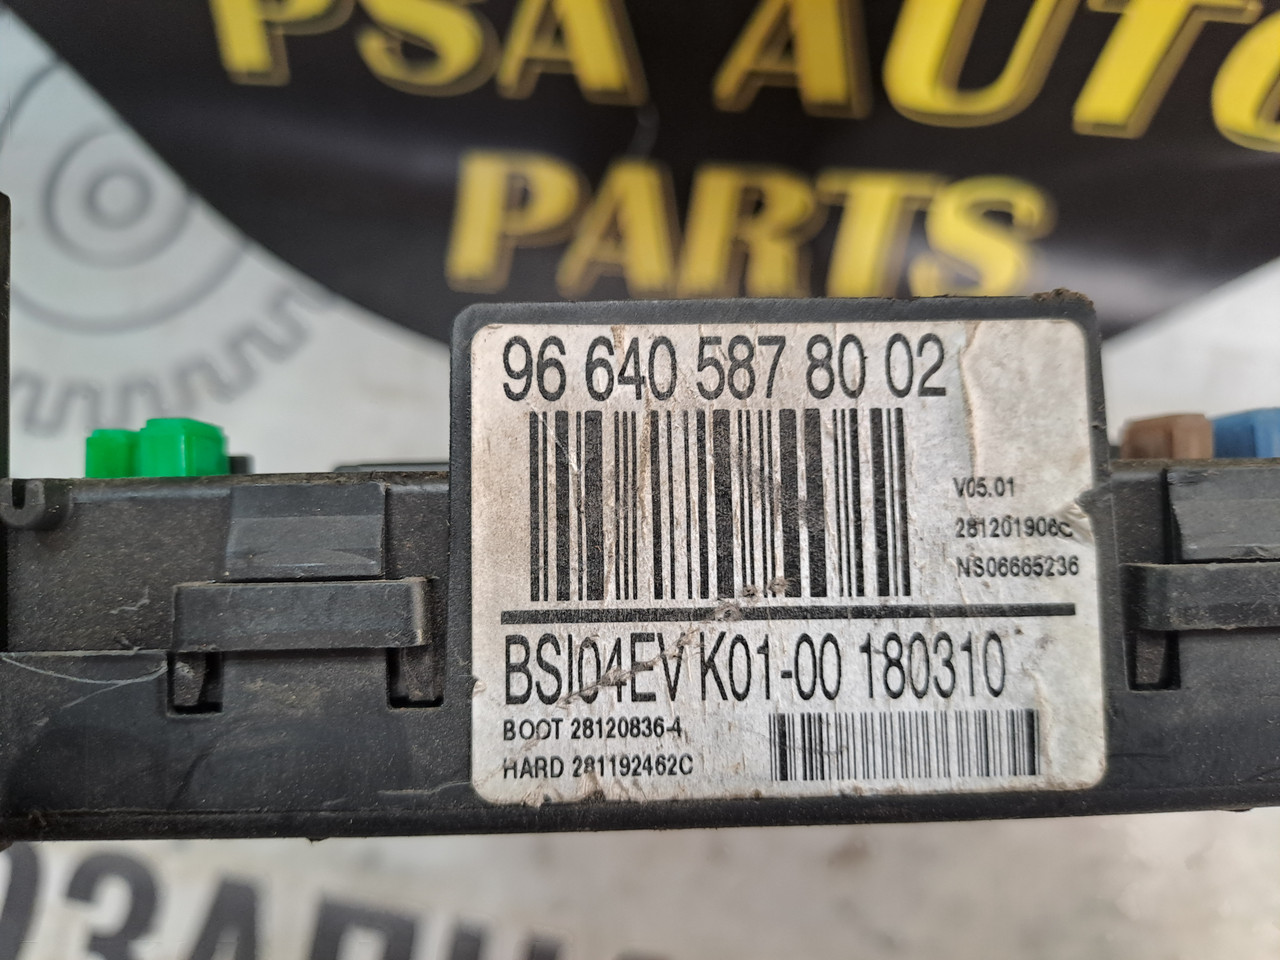 PSA AUTO
PARTS
96 640 587 80 02
V05.01
281201906C
NS06665236
BSI04EV K01-00 180310
BOOT 28120836-4
HARD 281192462C